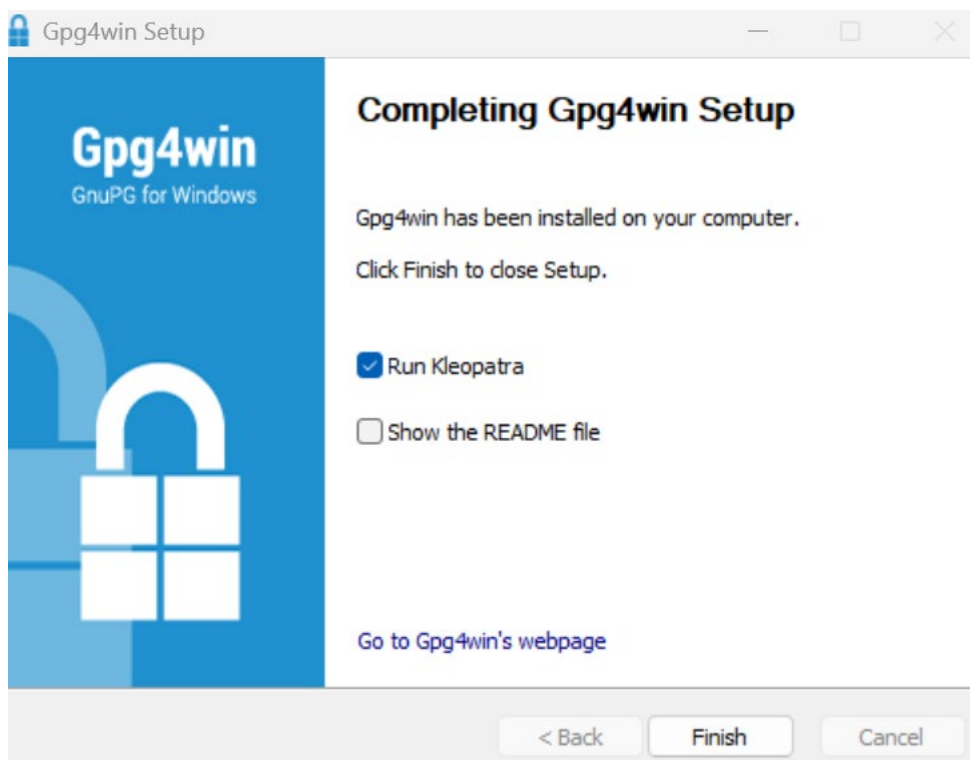 Gpg4win Setup
Gpg4win
GnuPG for Windows
Completing Gpg4win Setup
Gpg4win has been installed on your computer.
Click Finish to close Setup.
Run Kleopatra
Show the README file
Go to Gpg4win's webpage
< Back Finish Cancel